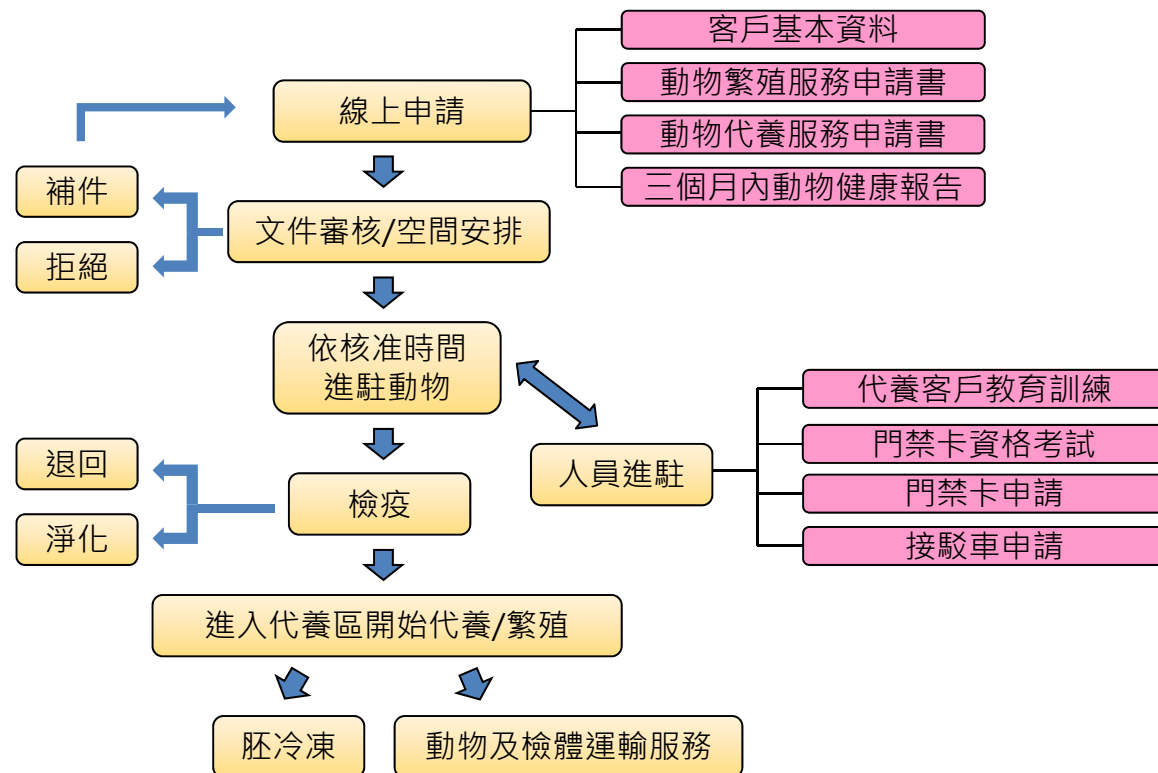 客戶基本資料
線上申請
動物繁殖服務申請書
動物代養服務申請書
三個月內動物健康報告
補件
文件審核/空間安排
拒絕
依核准時間
進駐動物
代養客戶教育訓練
門禁卡資格考試
人員進駐
門禁卡申請
接駁車申請
退回
檢疫
淨化
進入代養區開始代養/繁殖
胚冷凍
動物及檢體運輸服務